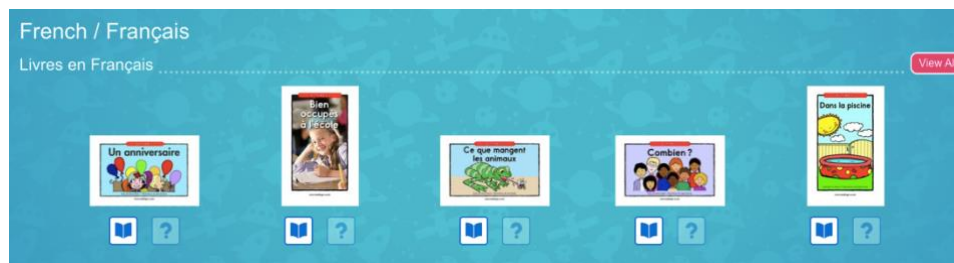 French / Français
Livres en Français
View Al
Un anniversaire
Bien
occupés
à l'école
Ce que mangent
les animaux
Combien ?
Dans la piscine
? 
?
?
?
?